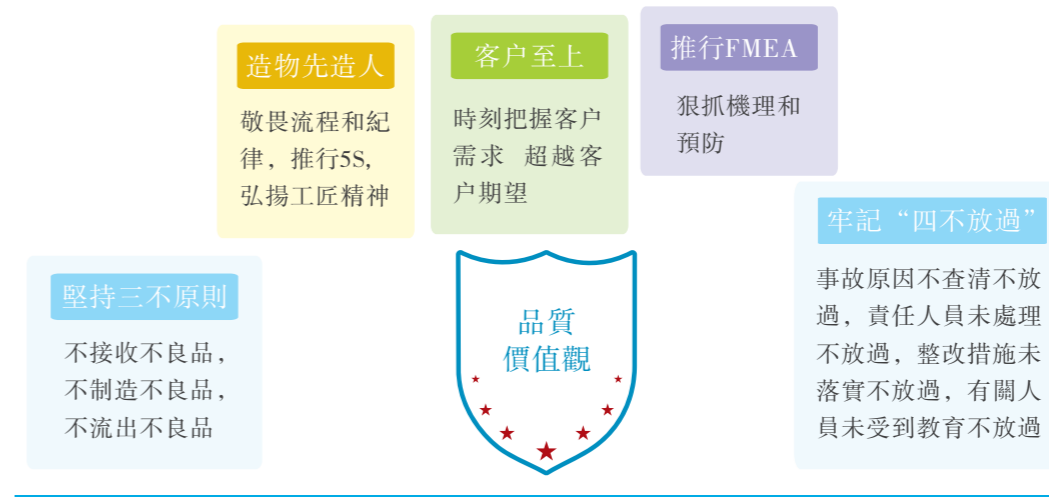 造物先造人
敬畏流程和紀
律，推行5S,
弘揚工匠精神
客户至上
時刻把握客户
需求 超越客
户期望
推行FMEA
狠抓機理和
預防
堅持三不原則
不接收不良品，
不制造不良品，
不流出不良品
品質
價值觀
牢記“四不放過”
事故原因不查清不放
過，責任人員未處理
不放過，整改措施未
落實不放過，有關人
員未受到教育不放過